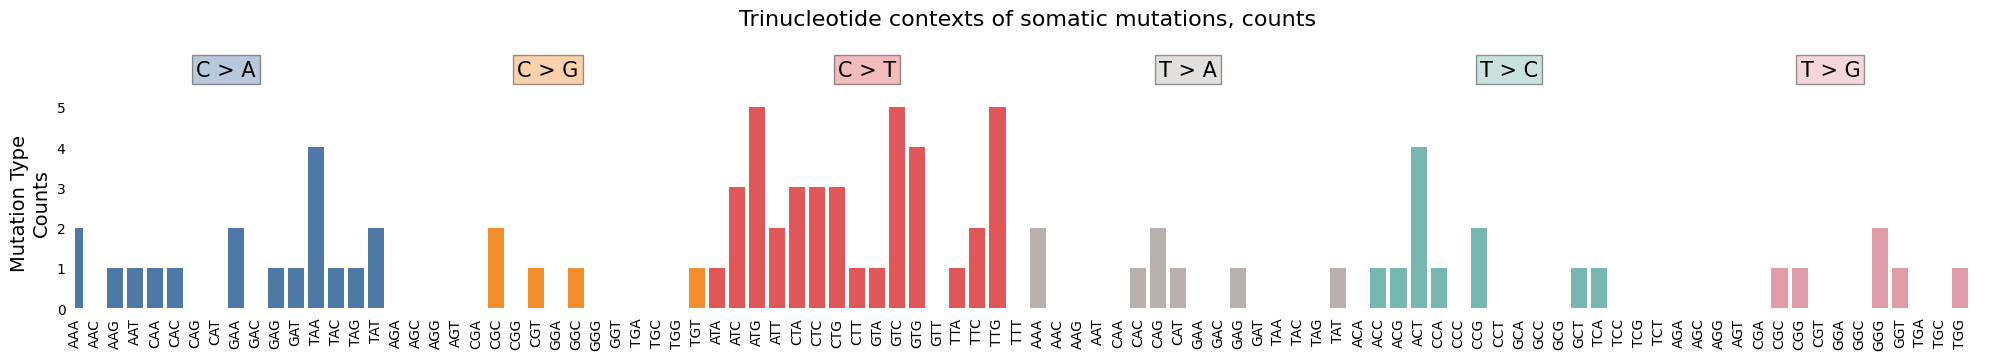 Trinucleotide contexts of somatic mutations, counts
C > A C > G C > T T > A T > C T > G
Mutation Type
Counts
5
4
3
2
1
0
AAA AAC AAG AAT CAA CAC CAG CAT GAA GAC GAG GAT TAA TAC TAG TAT AGA AGC AGG AGT CGA CGC CGG CGT GGA GGC GGG GGT TGA TGC TGG TGT ATA ATC ATG ATT CTA CTC CTG CTT GTA GTC GTG GTT TTA TTC TTG TTT AAA AAC AAG AAT CAA CAC CAG CAT GAA GAC GAG GAT TAA TAC TAG TAT ACA ACC ACG ACT CCA CCC CCG CCT GCA GCC GCG GCT TCA TCC TCG TCT AGA AGC AGG AGT CGA CGC CGG CGT GGA GGC GGG GGT TGA TGC TGG